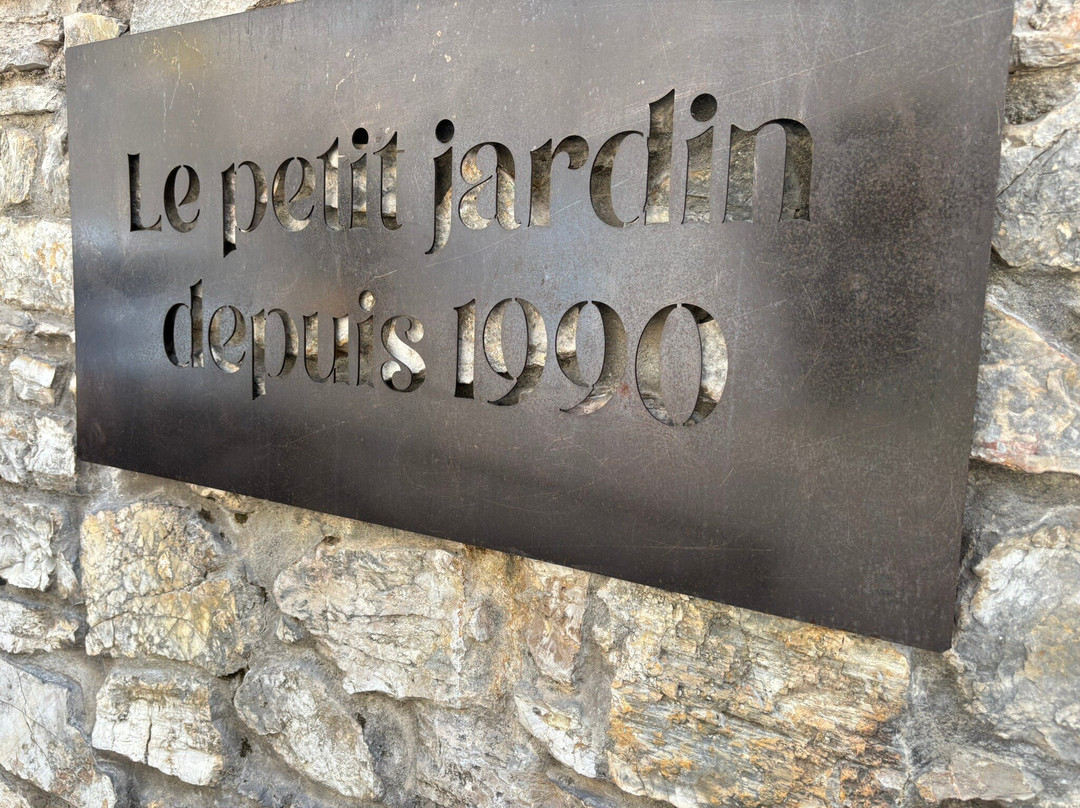 Le petit jardin
depuis 1990